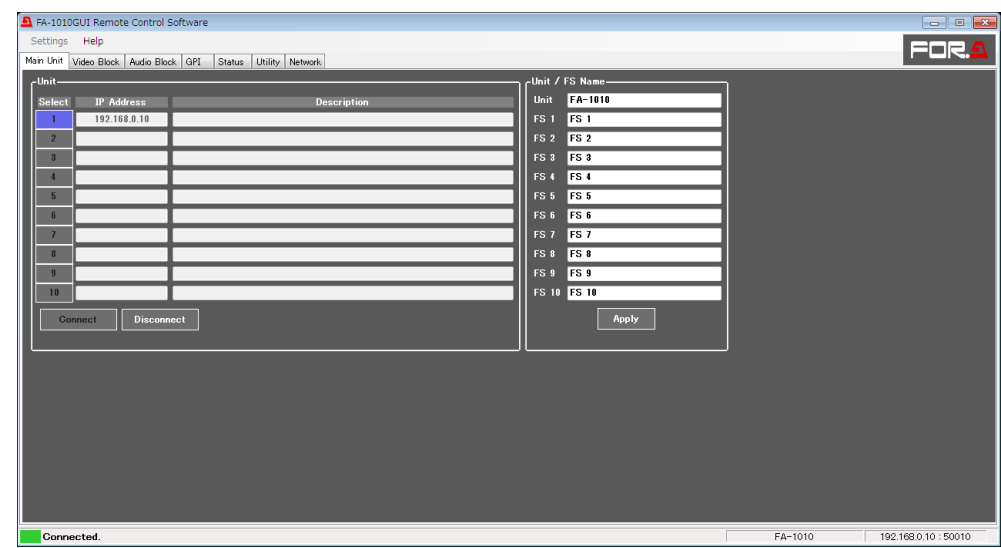 FA-1010GUI Remote Control Software
Settings Help
FOR.A
Main Unit Video Block Audio Block GPI Status Utility Network
Unit
Select IP Address Description
1 192.168.0.10
2
3
4
5
6
7
8
9
10
Connect Disconnect
Unit / FS Name
Unit FA-1010
FS 1 FS 1
FS 2 FS 2
FS 3 FS 3
FS 4 FS 4
FS 5 FS 5
FS 6 FS 6
FS 7 FS 7
FS 8 FS 8
FS 9 FS 9
FS 10 FS 10
Apply
Connected. FA-1010 192.168.0.10 : 50010